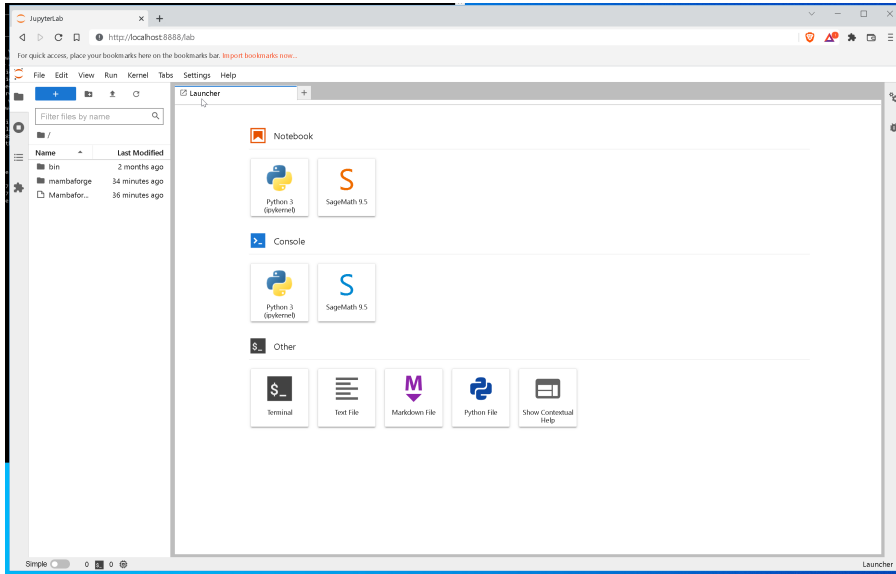 JupyterLab
http://localhost:8888/lab
For quick access, place your bookmarks here on the bookmarks bar. Import bookmarks now...
File Edit View Run Kernel Tabs Settings Help
Launcher
Filter files by name
/
Name Last Modified
bin 2 months ago
mambaforge 34 minutes ago
Mambafor... 36 minutes ago
Notebook
Python 3
(ipykernel)
SageMath 9.5
Console
Python 3
(ipykernel)
SageMath 9.5
$_ Other
$_
M
Terminal
Text File
Markdown File
Python File
Show Contextual
Help
Simple 0 $_ 0
Launcher